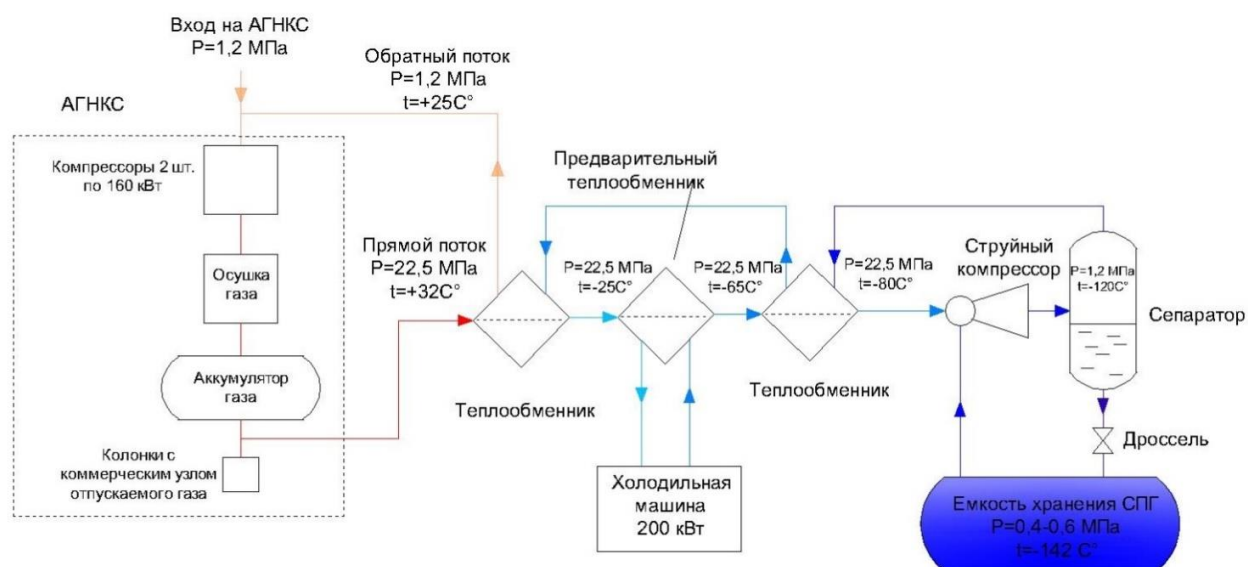 Вход на АГНКС
Р=1,2 МПа
Обратный поток
Р=1,2 МПа
t=+25С°
АГНКС
Компрессоры 2 шт.
по 160 кВт
Предварительный
теплообменник
Прямой поток
Р=22,5 МПа
t=+32С°
Осушка
газа
Р=22,5 МПа
t=-25С°
Р=22,5 МПа
t=-65С°
Р=22,5 МПа
t=-80С°
Струйный
компрессор
Р=1,2 МПа
t=-120С°
Сепаратор
Аккумулятор
газа
Теплообменник
Теплообменник
Дроссель
Колонки с
коммерческим узлом
отпускаемого газа
Холодильная
машина
200 кВт
Емкость хранения СПГ
Р=0,4-0,6 МПа
t=-142 С°